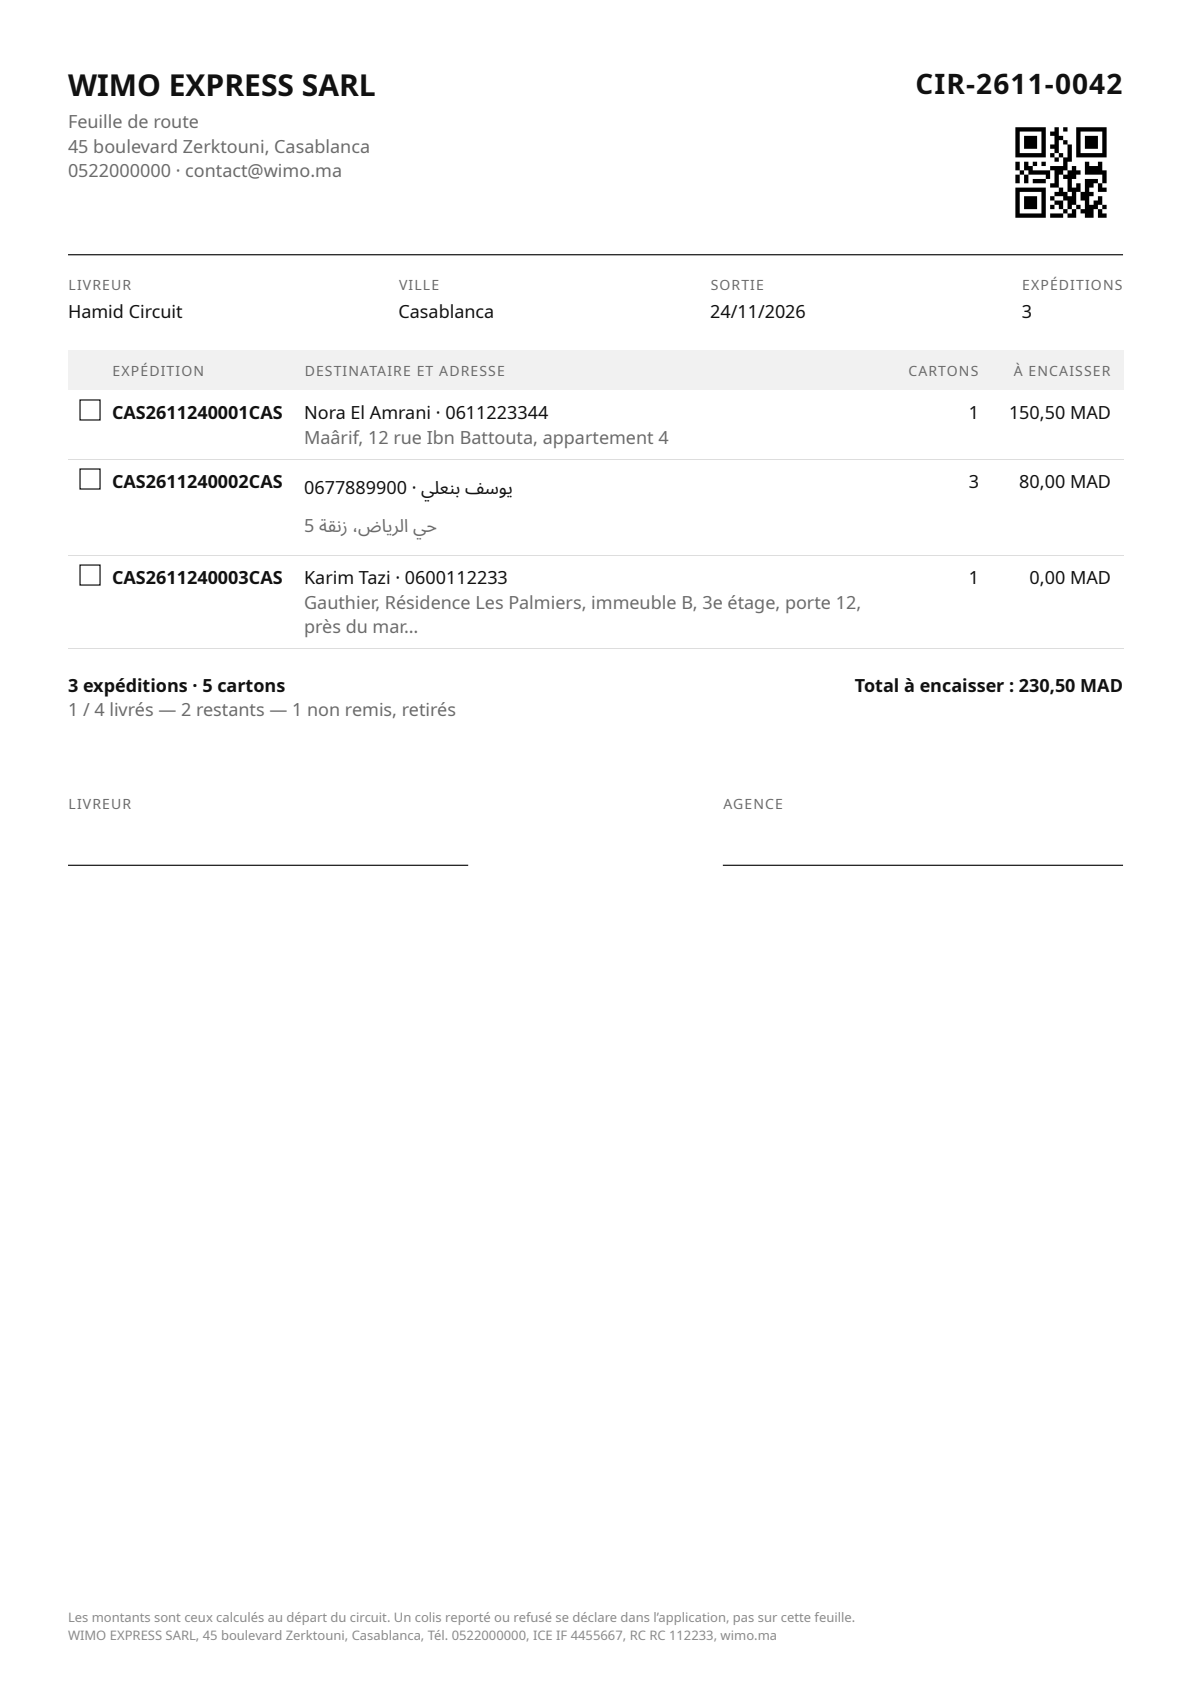 WIMO EXPRESS SARL
CIR-2611-0042
Feuille de route
45 boulevard Zerktouni, Casablanca
0522000000 · contact@wimo.ma
LIVREUR VILLE SORTIE EXPÉDITIONS
Hamid Circuit Casablanca 24/11/2026 3
EXPÉDITION DESTINATAIRE ET ADRESSE CARTONS À ENCAISSER
CAS2611240001CAS Nora El Amrani · 0611223344 1 150,50 MAD
Maârif, 12 rue Ibn Battouta, appartement 4
CAS2611240002CAS يوسف بنعلي · 0677889900 3 80,00 MAD
حي الرياض، زنقة 5
CAS2611240003CAS Karim Tazi · 0600112233 1 0,00 MAD
Gauthier, Résidence Les Palmiers, immeuble B, 3e étage, porte 12,
près du mar…
3 expéditions · 5 cartons Total à encaisser : 230,50 MAD
1 / 4 livrés — 2 restants — 1 non remis, retirés
LIVREUR AGENCE
Les montants sont ceux calculés au départ du circuit. Un colis reporté ou refusé se déclare dans l’application, pas sur cette feuille.
WIMO EXPRESS SARL, 45 boulevard Zerktouni, Casablanca, Tél. 0522000000, ICE IF 4455667, RC RC 112233, wimo.ma